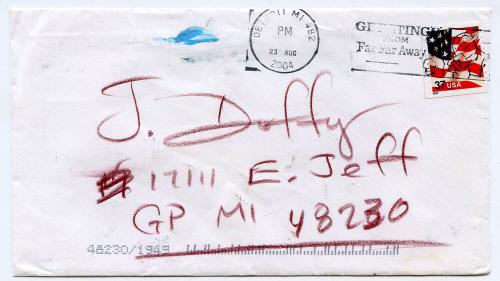 DETROIT MI 482
PM
23 AUG
2004
GREETINGS
FROM
Far Far Away
37 USA
J. Duffy
# 17111 E. Jeff
GP MI 48230
48230/1949